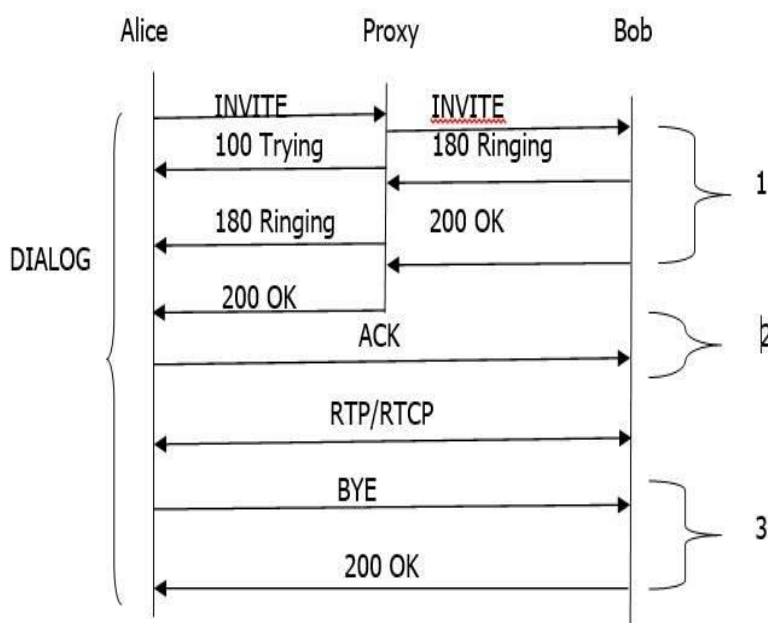 Alice Proxy Bob
INVITE INVITE
100 Trying 180 Ringing
1
180 Ringing 200 OK
DIALOG
200 OK
ACK
2
RTP/RTCP
BYE
3
200 OK